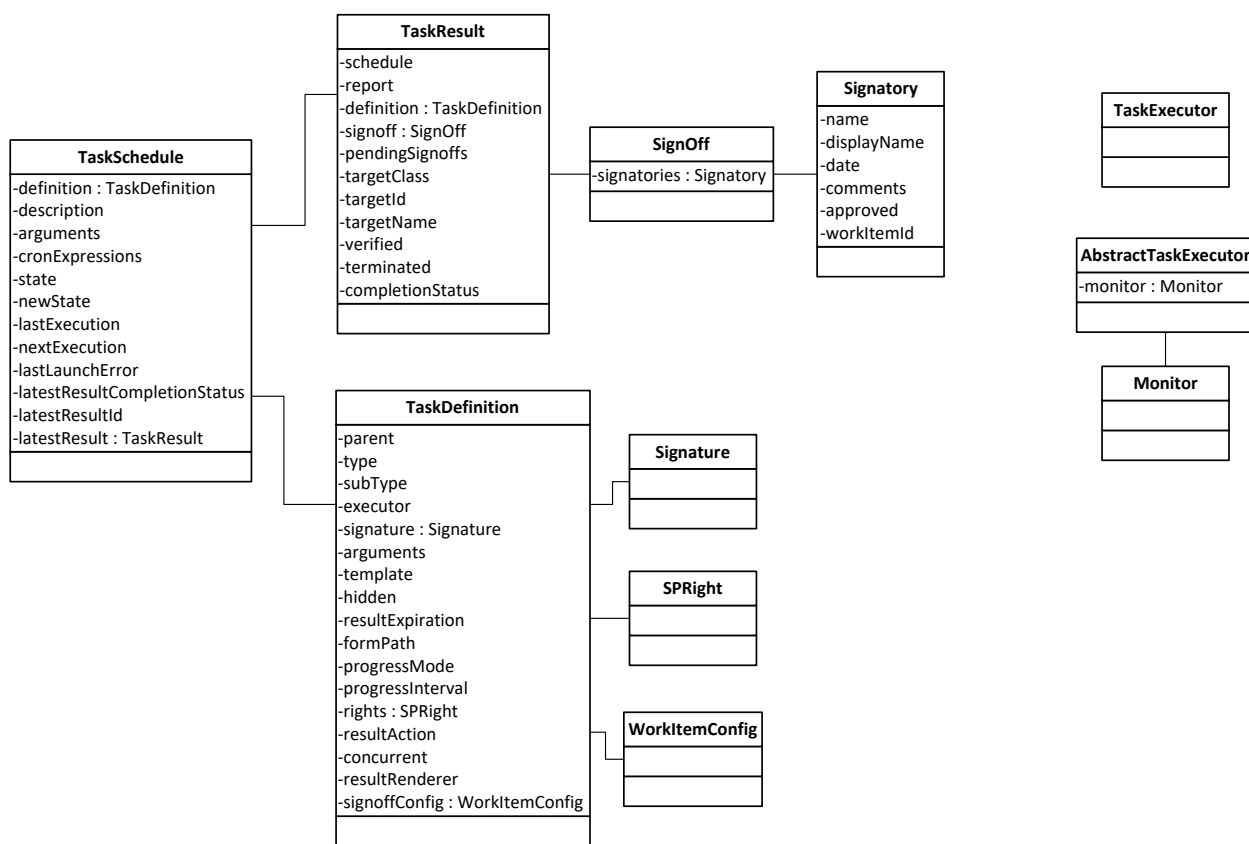 TaskResult
-schedule
-report
-definition : TaskDefinition
-signoff : SignOff
-pendingSignoffs
-targetClass
-targetId
-targetName
-verified
-terminated
-completionStatus
Signatory
-name
-displayName
-date
-comments
-approved
-workItemId
TaskExecutor
SignOff
-signatories : Signatory
TaskSchedule
-definition : TaskDefinition
-description
-arguments
-cronExpressions
-state
-newState
-lastExecution
-nextExecution
-lastLaunchError
-latestResultCompletionStatus
-latestResultId
-latestResult : TaskResult
AbstractTaskExecutor
-monitor : Monitor
Monitor
TaskDefinition
-parent
-type
-subType
-executor
-signature : Signature
-arguments
-template
-hidden
-resultExpiration
-formPath
-progressMode
-progressInterval
-rights : SPRight
-resultAction
-concurrent
-resultRenderer
-signoffConfig : WorkItemConfig
Signature
SPRight
WorkItemConfig